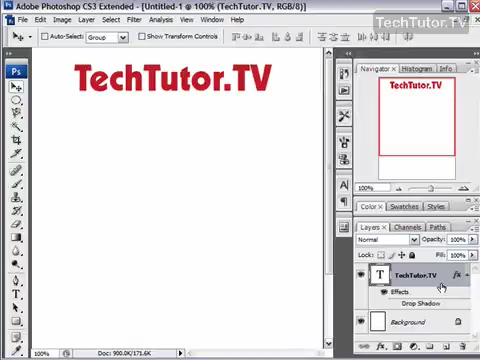 Adobe Photoshop CS3 Extended - [Untitled-1 @ 100% (TechTutor.TV, RGB/8)]
TechTutor.TV
File Edit Image Layer Select Filter Analysis View Window Help
Auto-Select: Group Show Transform Controls
Ps
TechTutor.TV
Navigator × Histogram Info
TechTutor.TV
100%
Color × Swatches Styles
Layers × Channels Paths
Normal Opacity: 100%
Lock: Fill: 100%
T TechTutor.TV fx
Effects
Drop Shadow
Background
100% Doc: 900.0K/171.6K